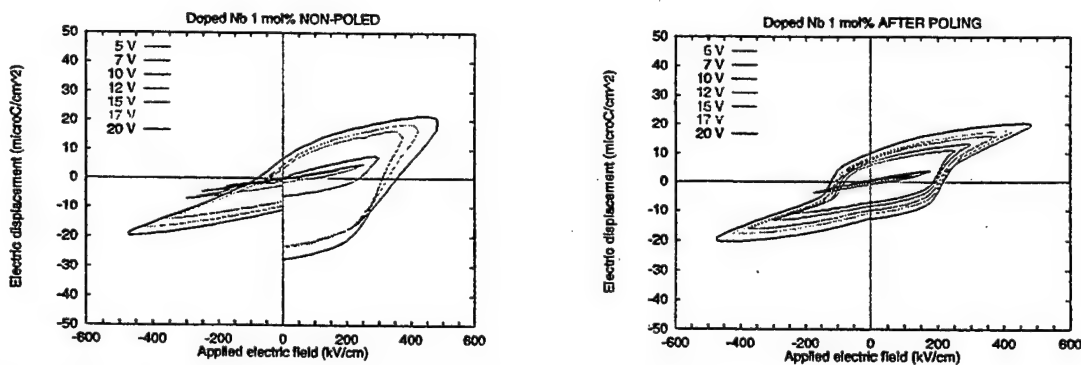 Doped Nb 1 mol% NON-POLED
Electric displacement (microC/cm^2)
50
40
30
20
10
0
-10
-20
-30
-40
-50
5 V
7 V
10 V
12 V
15 V
17 V
20 V
-600
-400
-200
0
200
400
600
Applied electric field (kV/cm)
Doped Nb 1 mol% AFTER POLING
Electric displacement (microC/cm^2)
50
40
30
20
10
0
-10
-20
-30
-40
-50
6 V
7 V
10 V
12 V
15 V
17 V
20 V
-600
-400
-200
0
200
400
600
Applied electric field (kV/cm)